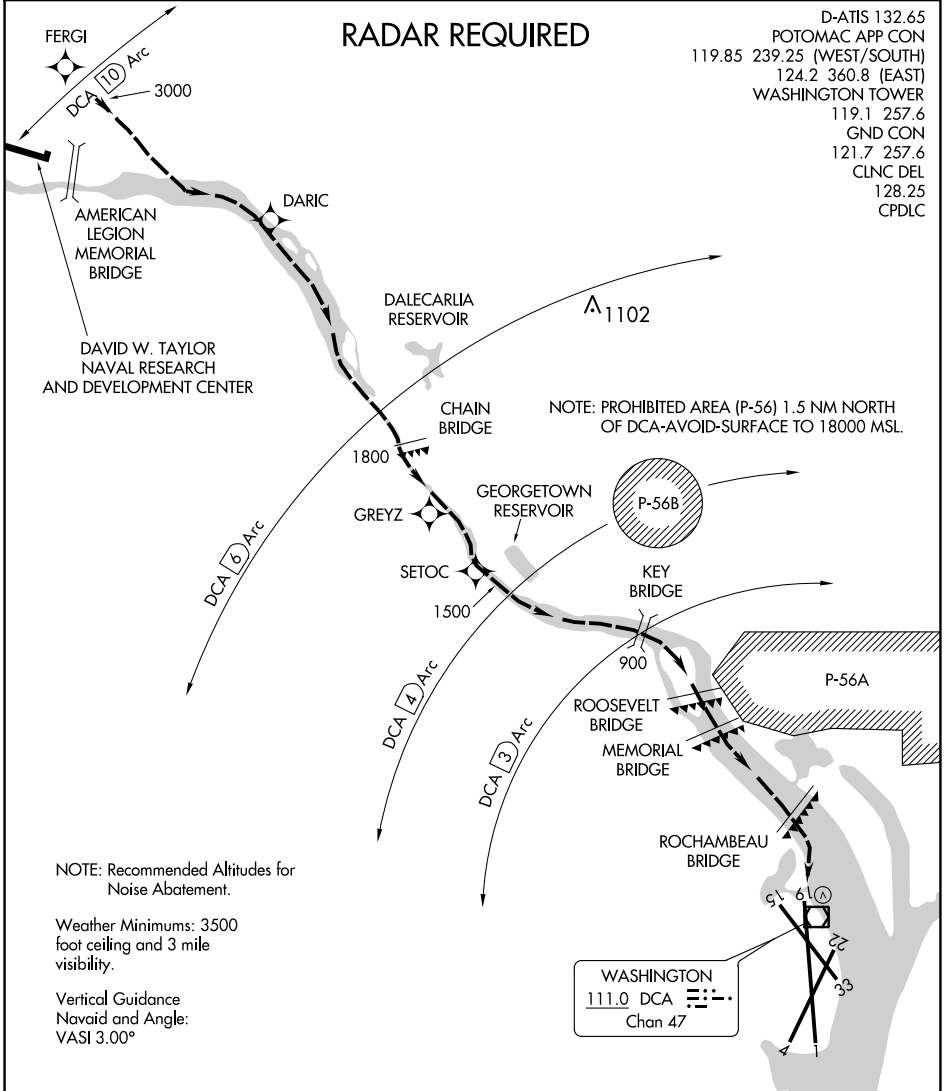 RADAR REQUIRED
D-ATIS 132.65
POTOMAC APP CON
119.85 239.25 (WEST/SOUTH)
124.2 360.8 (EAST)
WASHINGTON TOWER
119.1 257.6
GND CON
121.7 257.6
CLNC DEL
128.25
CPDLC
FERGI
DCA 10 Arc
3000
AMERICAN
LEGION
MEMORIAL
BRIDGE
DARIC
DAVID W. TAYLOR
NAVAL RESEARCH
AND DEVELOPMENT CENTER
DALECARLIA
RESERVOIR
1102
CHAIN
BRIDGE
NOTE: PROHIBITED AREA (P-56) 1.5 NM NORTH
OF DCA-AVOID-SURFACE TO 18000 MSL.
1800
GREYZ
GEORGETOWN
RESERVOIR
P-56B
DCA 6 Arc
SETOC
1500
KEY
BRIDGE
900
P-56A
DCA 4 Arc
ROOSEVELT
BRIDGE
MEMORIAL
BRIDGE
DCA 3 Arc
ROCHAMBEAU
BRIDGE
NOTE: Recommended Altitudes for
Noise Abatement.
Weather Minimums: 3500
foot ceiling and 3 mile
visibility.
Vertical Guidance
Navaid and Angle:
VASI 3.00°
15
19
V
22
33
4
1
WASHINGTON
111.0 DCA
Chan 47